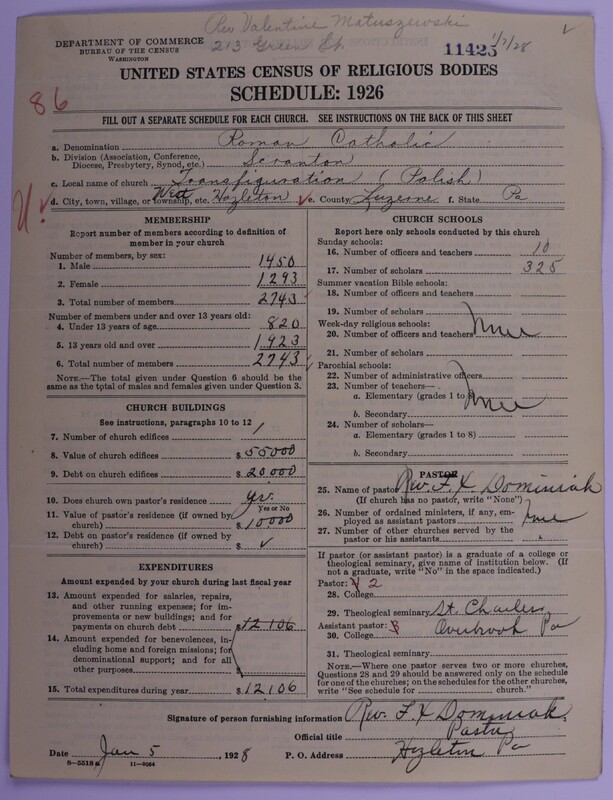 Rev Valentine Matuszewski
213 Green St.
DEPARTMENT OF COMMERCE
BUREAU OF THE CENSUS
WASHINGTON
11425 1/7/28
UNITED STATES CENSUS OF RELIGIOUS BODIES
SCHEDULE: 1926
86
FILL OUT A SEPARATE SCHEDULE FOR EACH CHURCH. SEE INSTRUCTIONS ON THE BACK OF THIS SHEET
a. Denomination Roman Catholic
b. Division (Association, Conference, Diocese, Presbytery, Synod, etc.) Scranton
c. Local name of church Transfiguration (Polish)
d. City, town, village, or township, etc. West Hazleton e. County Luzerne f. State Pa
MEMBERSHIP
Report number of members according to definition of
member in your church
Number of members, by sex:
1. Male 1450
2. Female 1293
3. Total number of members 2743
Number of members under and over 13 years old:
4. Under 13 years of age 820
5. 13 years old and over 1,923
6. Total number of members 2743
NOTE.—The total given under Question 6 should be the
same as the total of males and females given under Question 3.
CHURCH BUILDINGS
See instructions, paragraphs 10 to 12
7. Number of church edifices 1
8. Value of church edifices $ 55000
9. Debt on church edifices $ 20,000
10. Does church own pastor's residence yes
Yes or No
11. Value of pastor's residence (if owned by
church) $ 10000
12. Debt on pastor's residence (if owned by
church) $
EXPENDITURES
Amount expended by your church during last fiscal year
13. Amount expended for salaries, repairs,
and other running expenses; for im-
provements or new buildings; and for
payments on church debt $12106
14. Amount expended for benevolences, in-
cluding home and foreign missions; for
denominational support; and for all
other purposes $
15. Total expenditures during year $ 12106
CHURCH SCHOOLS
Report here only schools conducted by this church
Sunday schools:
16. Number of officers and teachers 10
17. Number of scholars 325
Summer vacation Bible schools:
18. Number of officers and teachers
19. Number of scholars
Week-day religious schools:
20. Number of officers and teachers None
21. Number of scholars
Parochial schools:
22. Number of administrative officers
23. Number of teachers—
a. Elementary (grades 1 to 8) None
b. Secondary
24. Number of scholars—
a. Elementary (grades 1 to 8)
b. Secondary
PASTOR
25. Name of pastor Rev. F. X. Dominiak
(If church has no pastor, write "None")
26. Number of ordained ministers, if any, em-
ployed as assistant pastors None
27. Number of other churches served by the
pastor or his assistants
If pastor (or assistant pastor) is a graduate of a college or
theological seminary, give name of institution below. (If
not a graduate, write "No" in the space indicated.)
Pastor: 2
28. College
29. Theological seminary St. Charles
Assistant pastor: Overbrook Pa
30. College
31. Theological seminary
NOTE.—Where one pastor serves two or more churches,
Questions 28 and 29 should be answered only on the schedule
for one of the churches; on the schedules for the other churches,
write "See schedule for church."
Signature of person furnishing information Rev. F. X Dominiak,
Official title Pastor
Date Jan 5, 1928 P. O. Address Hazleton Pa
8—5518a 11—9064